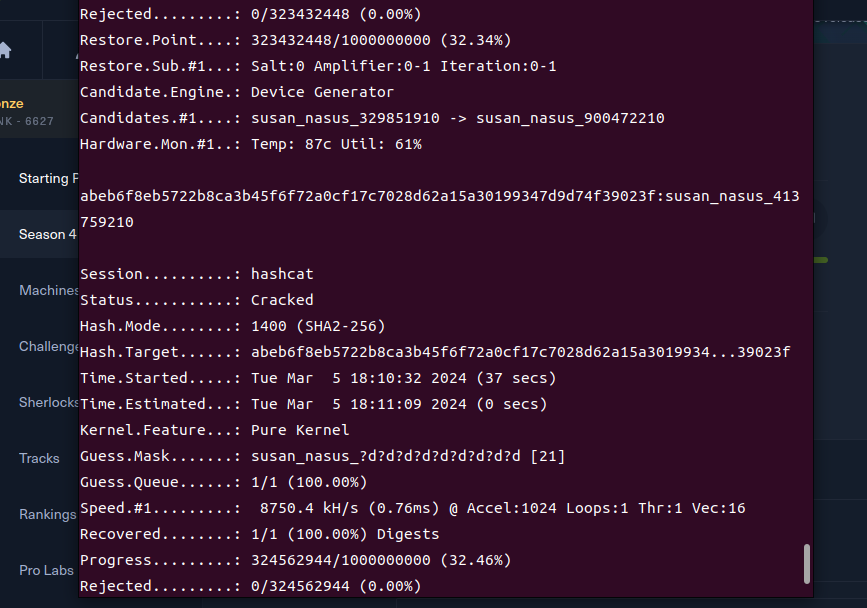 Rejected.........: 0/323432448 (0.00%)
Restore.Point....: 323432448/1000000000 (32.34%)
Restore.Sub.#1...: Salt:0 Amplifier:0-1 Iteration:0-1
Candidate.Engine.: Device Generator
Candidates.#1....: susan_nasus_329851910 -> susan_nasus_900472210
Hardware.Mon.#1..: Temp: 87c Util: 61%
abeb6f8eb5722b8ca3b45f6f72a0cf17c7028d62a15a30199347d9d74f39023f:susan_nasus_413
759210
Session..........: hashcat
Status...........: Cracked
Hash.Mode........: 1400 (SHA2-256)
Hash.Target......: abeb6f8eb5722b8ca3b45f6f72a0cf17c7028d62a15a3019934...39023f
Time.Started.....: Tue Mar  5 18:10:32 2024 (37 secs)
Time.Estimated...: Tue Mar  5 18:11:09 2024 (0 secs)
Kernel.Feature...: Pure Kernel
Guess.Mask.......: susan_nasus_?d?d?d?d?d?d?d?d?d [21]
Guess.Queue......: 1/1 (100.00%)
Speed.#1.........:  8750.4 kH/s (0.76ms) @ Accel:1024 Loops:1 Thr:1 Vec:16
Recovered........: 1/1 (100.00%) Digests
Progress.........: 324562944/1000000000 (32.46%)
Rejected.........: 0/324562944 (0.00%)
onze
NK - 6627
Starting P
Season 4
Machines
Challenge
Sherlocks
Tracks
Rankings
Pro Labs